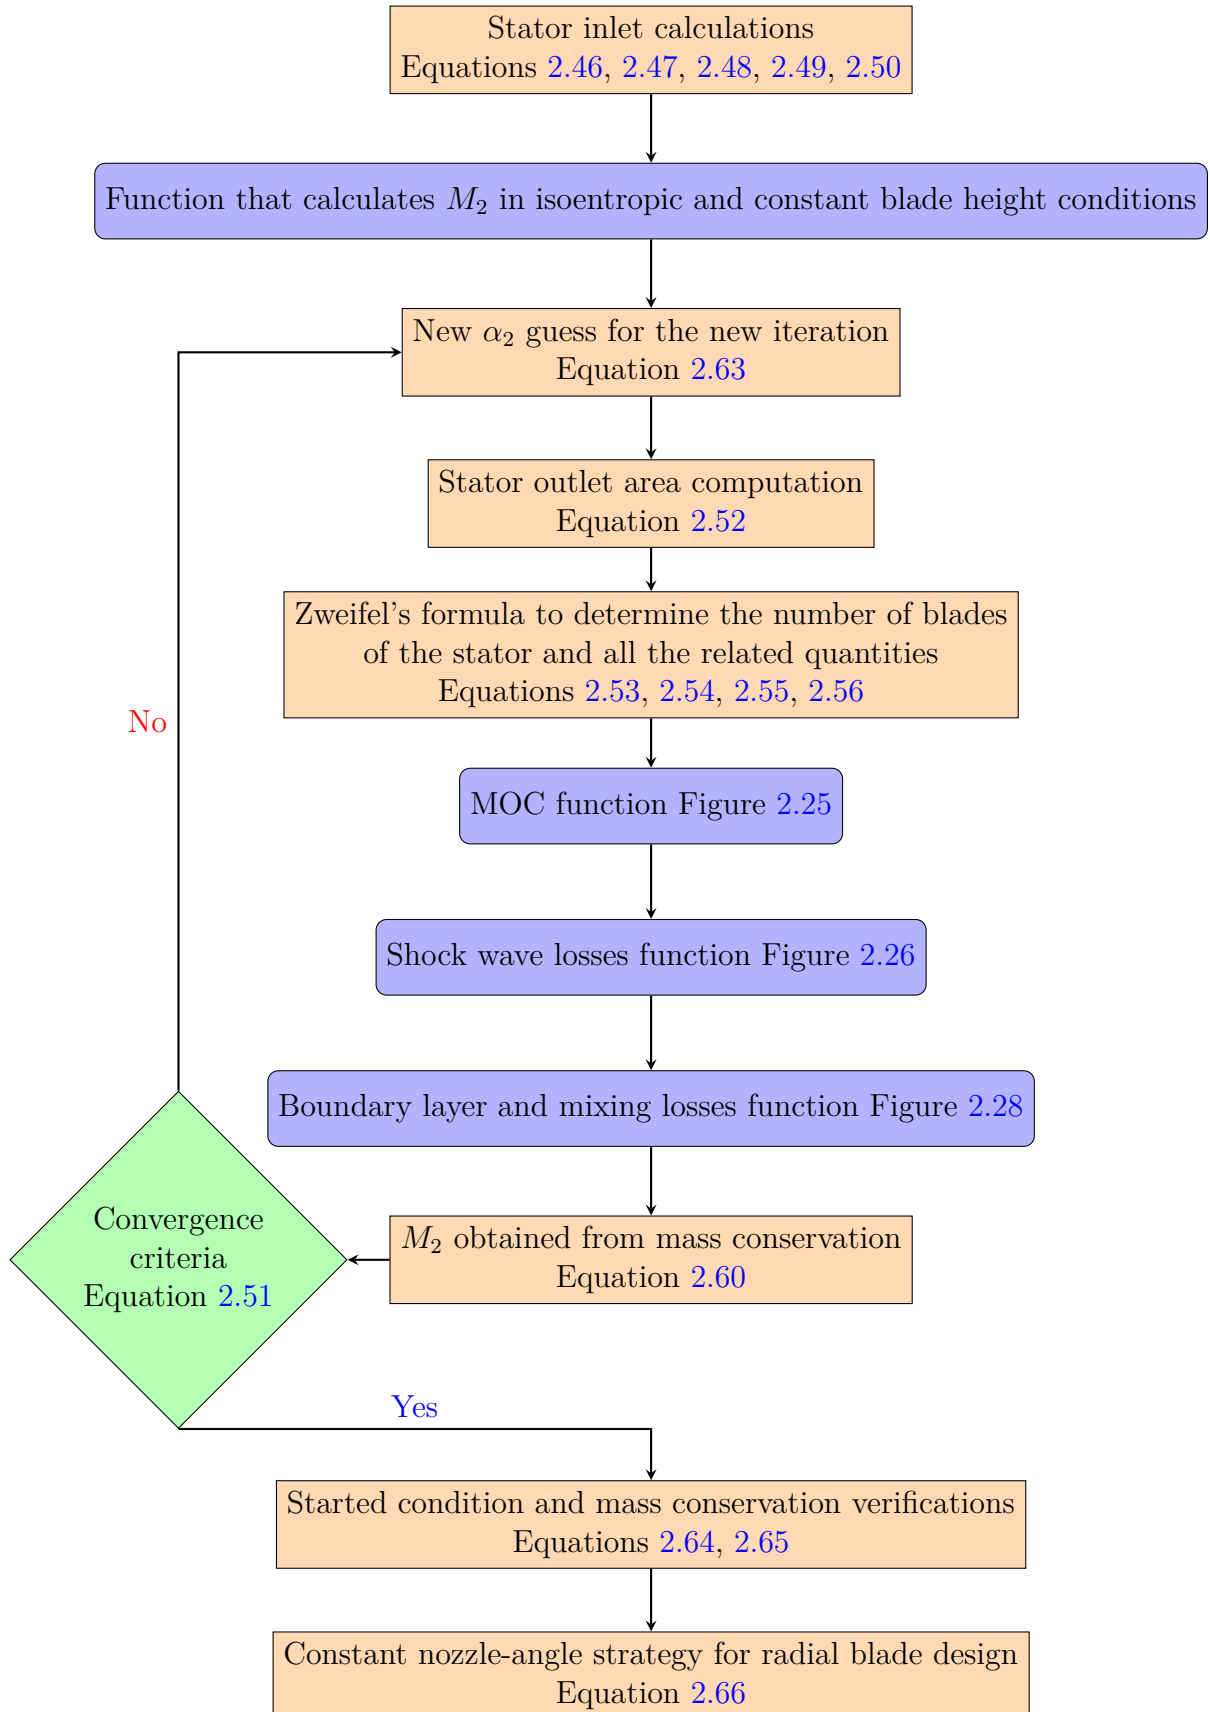 Stator inlet calculations
Equations 2.46, 2.47, 2.48, 2.49, 2.50
Function that calculates M₂ in isoentropic and constant blade height conditions
New α₂ guess for the new iteration
Equation 2.63
Stator outlet area computation
Equation 2.52
Zweifel's formula to determine the number of blades
of the stator and all the related quantities
Equations 2.53, 2.54, 2.55, 2.56
No
MOC function Figure 2.25
Shock wave losses function Figure 2.26
Boundary layer and mixing losses function Figure 2.28
M₂ obtained from mass conservation
Equation 2.60
Convergence
criteria
Equation 2.51
Yes
Started condition and mass conservation verifications
Equations 2.64, 2.65
Constant nozzle-angle strategy for radial blade design
Equation 2.66